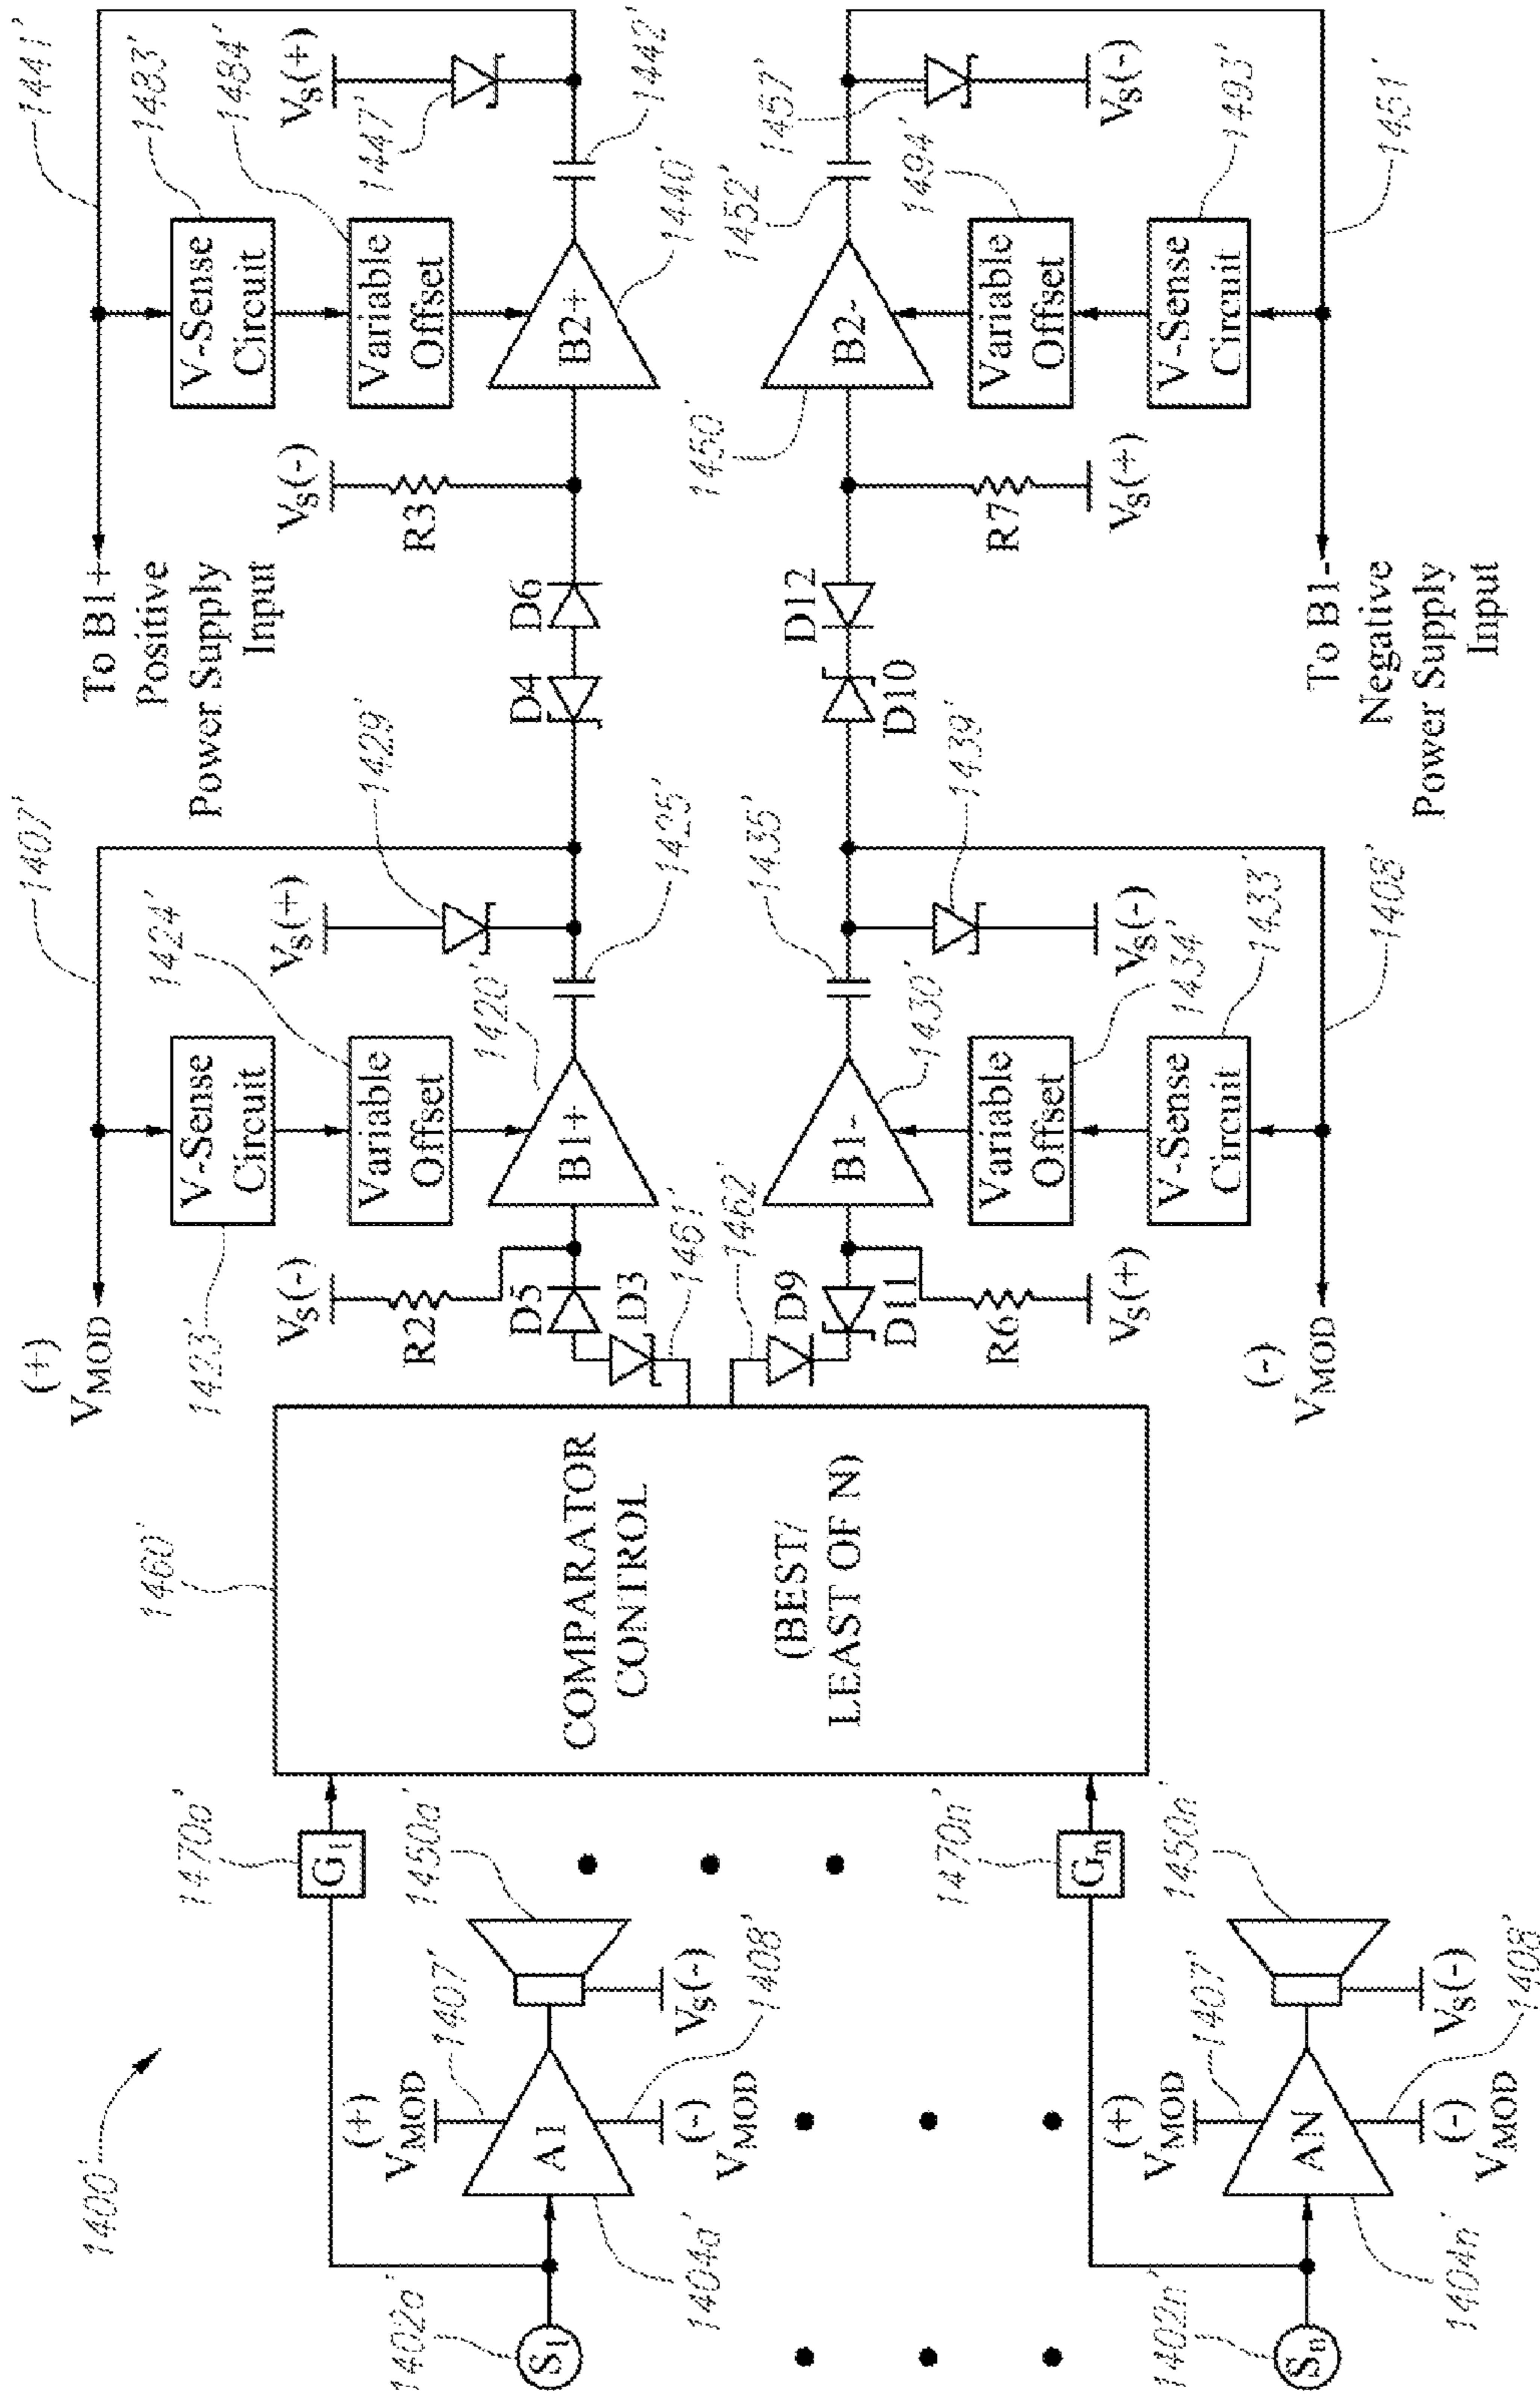 1400'
1402a'
S1
1404a'
A1
(+)
VMOD
1407'
(-)
VMOD
1408'
VS(-)
1450a'
G1
1470a'
1402n'
Sn
1404n'
AN
(+)
VMOD
1407'
(-)
VMOD
1408'
VS(-)
1450n'
Gn
1470n'
1460'
COMPARATOR
CONTROL
(BEST/
LEAST OF N)
1461'
D3
D5
1462'
D9
D11
VS(-)
R2
R6
VS(+)
(+)
VMOD
1407'
1423'
V-Sense
Circuit
1424'
Variable
Offset
B1+
1420'
1425'
VS(+)
1429'
B1-
1430'
1435'
1439'
VS(-)
Variable
Offset
1434'
V-Sense
Circuit
1433'
1408'
(-)
VMOD
To B1+
Positive
Power Supply
Input
D4
D6
VS(-)
R3
1441'
V-Sense
Circuit
1483'
Variable
Offset
1484'
B2+
1440'
1442'
VS(+)
1447'
D10
D12
R7
VS(+)
B2-
1450'
1452'
1457'
VS(-)
Variable
Offset
1494'
V-Sense
Circuit
1493'
1451'
To B1-
Negative
Power Supply
Input